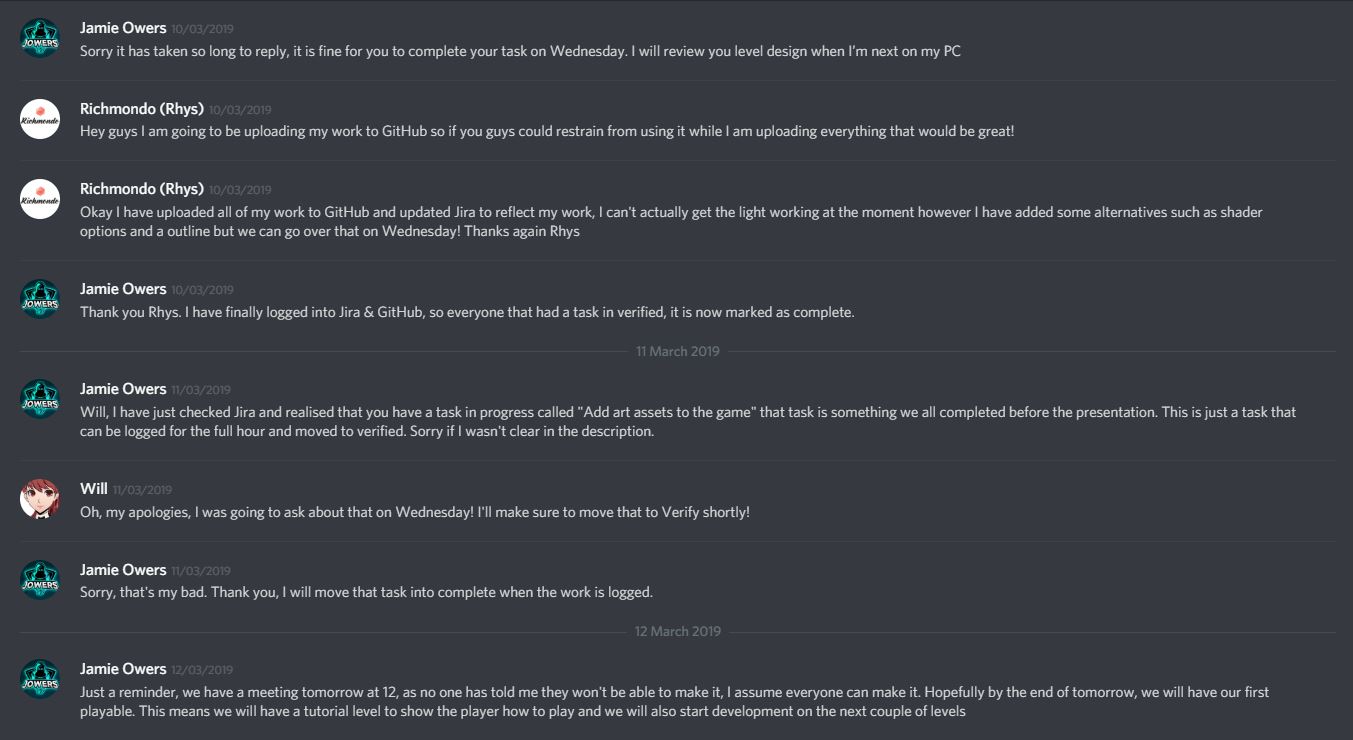 Jamie Owers 10/03/2019
Sorry it has taken so long to reply, it is fine for you to complete your task on Wednesday. I will review you level design when I'm next on my PC
Richmondo (Rhys) 10/03/2019
Hey guys I am going to be uploading my work to GitHub so if you guys could restrain from using it while I am uploading everything that would be great!
Richmondo (Rhys) 10/03/2019
Okay I have uploaded all of my work to GitHub and updated Jira to reflect my work, I can't actually get the light working at the moment however I have added some alternatives such as shader
options and a outline but we can go over that on Wednesday! Thanks again Rhys
Jamie Owers 10/03/2019
Thank you Rhys. I have finally logged into Jira & GitHub, so everyone that had a task in verified, it is now marked as complete.
11 March 2019
Jamie Owers 11/03/2019
Will, I have just checked Jira and realised that you have a task in progress called "Add art assets to the game" that task is something we all completed before the presentation. This is just a task that
can be logged for the full hour and moved to verified. Sorry if I wasn't clear in the description.
Will 11/03/2019
Oh, my apologies, I was going to ask about that on Wednesday! I'll make sure to move that to Verify shortly!
Jamie Owers 11/03/2019
Sorry, that's my bad. Thank you, I will move that task into complete when the work is logged.
12 March 2019
Jamie Owers 12/03/2019
Just a reminder, we have a meeting tomorrow at 12, as no one has told me they won't be able to make it, I assume everyone can make it. Hopefully by the end of tomorrow, we will have our first
playable. This means we will have a tutorial level to show the player how to play and we will also start development on the next couple of levels
JOWERS
Richmondo
Richmondo
JOWERS
JOWERS
JOWERS
JOWERS